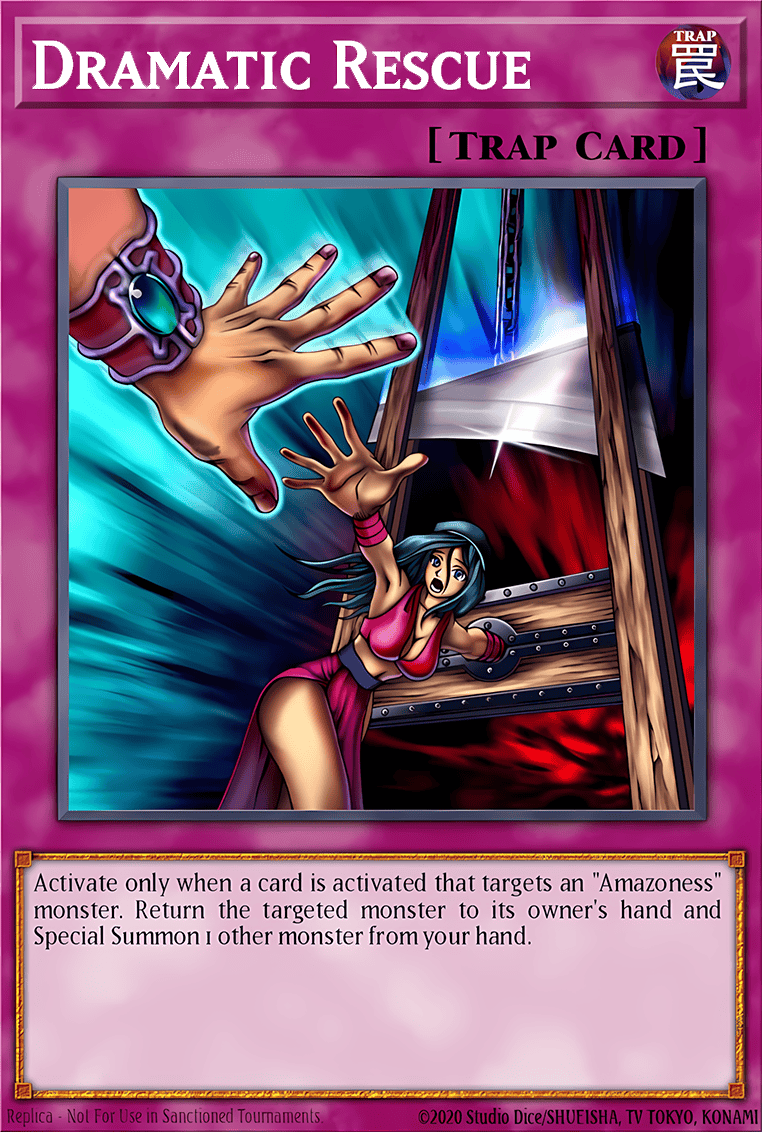 DRAMATIC RESCUE
TRAP
罠
[TRAP CARD]
Activate only when a card is activated that targets an "Amazoness"
monster. Return the targeted monster to its owner's hand and
Special Summon 1 other monster from your hand.
Replica - Not For Use in Sanctioned Tournaments.
©2020 Studio Dice/SHUEISHA, TV TOKYO, KONAMI